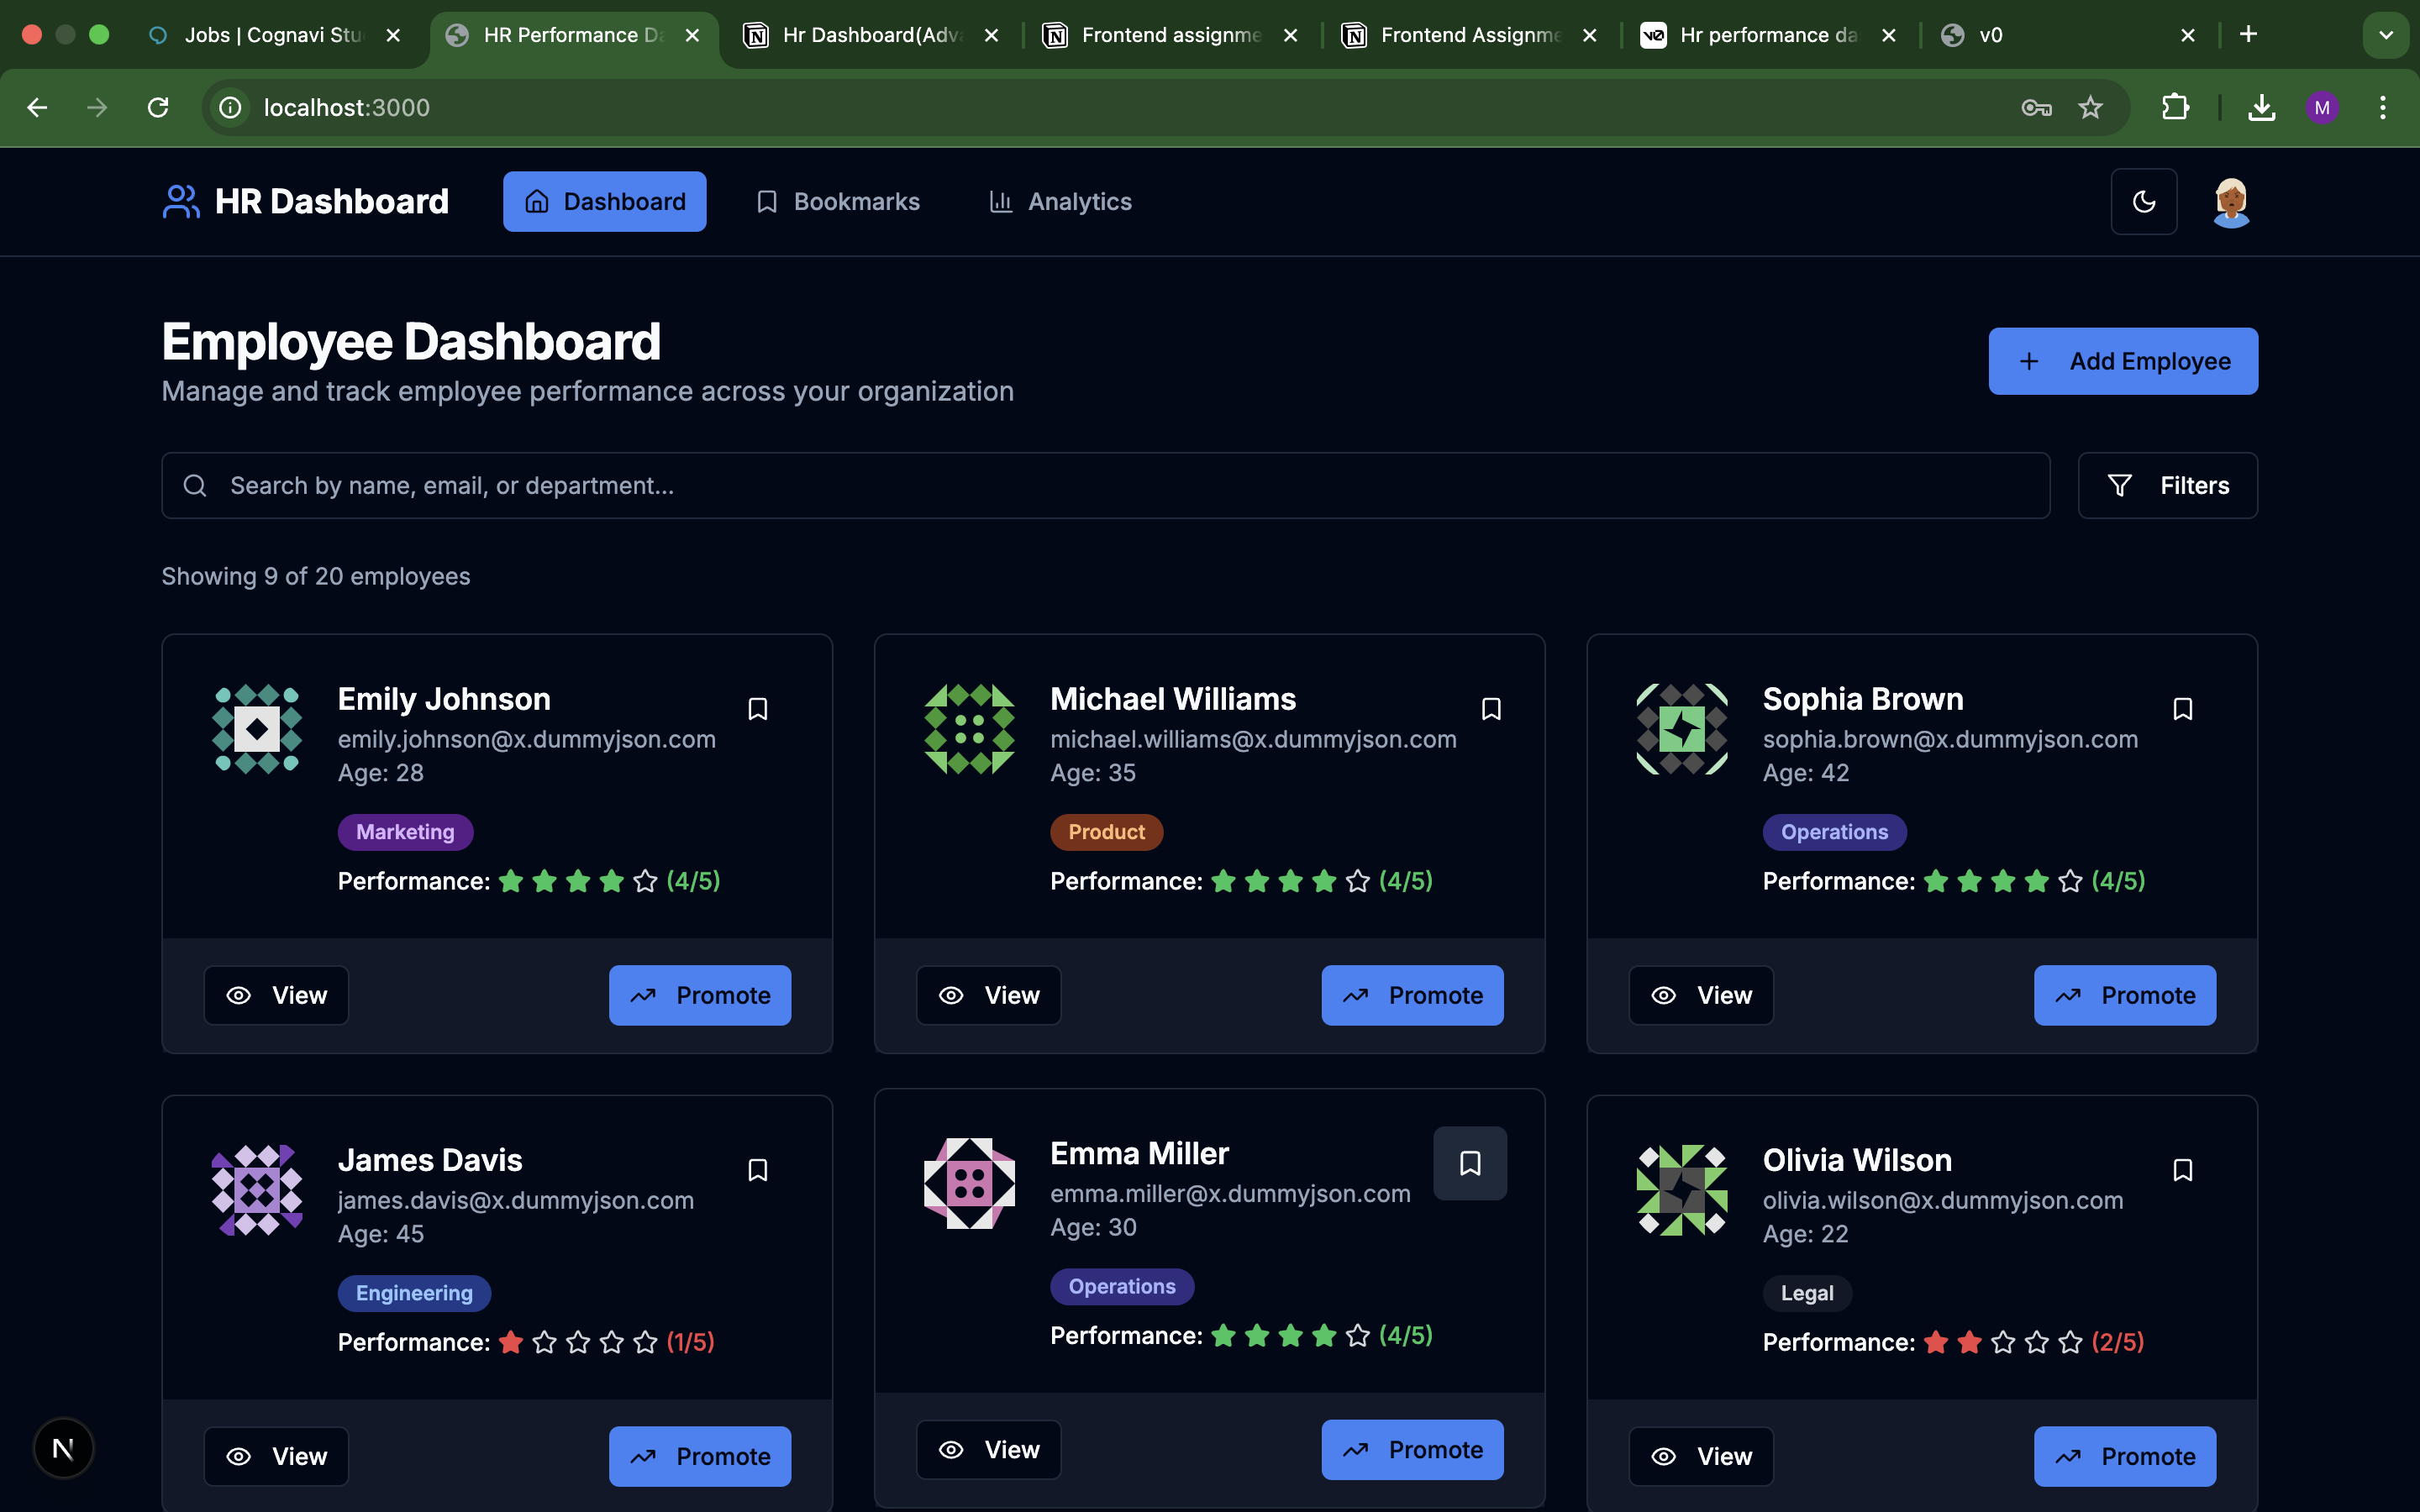 Jobs | Cognavi Stu
HR Performance Da
Hr Dashboard(Adva
Frontend assignme
Frontend Assignme
Hr performance da
v0
localhost:3000
M
HR Dashboard
Dashboard
Bookmarks
Analytics
Employee Dashboard
Manage and track employee performance across your organization
Add Employee
Search by name, email, or department...
Filters
Showing 9 of 20 employees
Emily Johnson
emily.johnson@x.dummyjson.com
Age: 28
Marketing
Performance: (4/5)
View
Promote
Michael Williams
michael.williams@x.dummyjson.com
Age: 35
Product
Performance: (4/5)
View
Promote
Sophia Brown
sophia.brown@x.dummyjson.com
Age: 42
Operations
Performance: (4/5)
View
Promote
James Davis
james.davis@x.dummyjson.com
Age: 45
Engineering
Performance: (1/5)
View
Promote
Emma Miller
emma.miller@x.dummyjson.com
Age: 30
Operations
Performance: (4/5)
View
Promote
Olivia Wilson
olivia.wilson@x.dummyjson.com
Age: 22
Legal
Performance: (2/5)
View
Promote
N